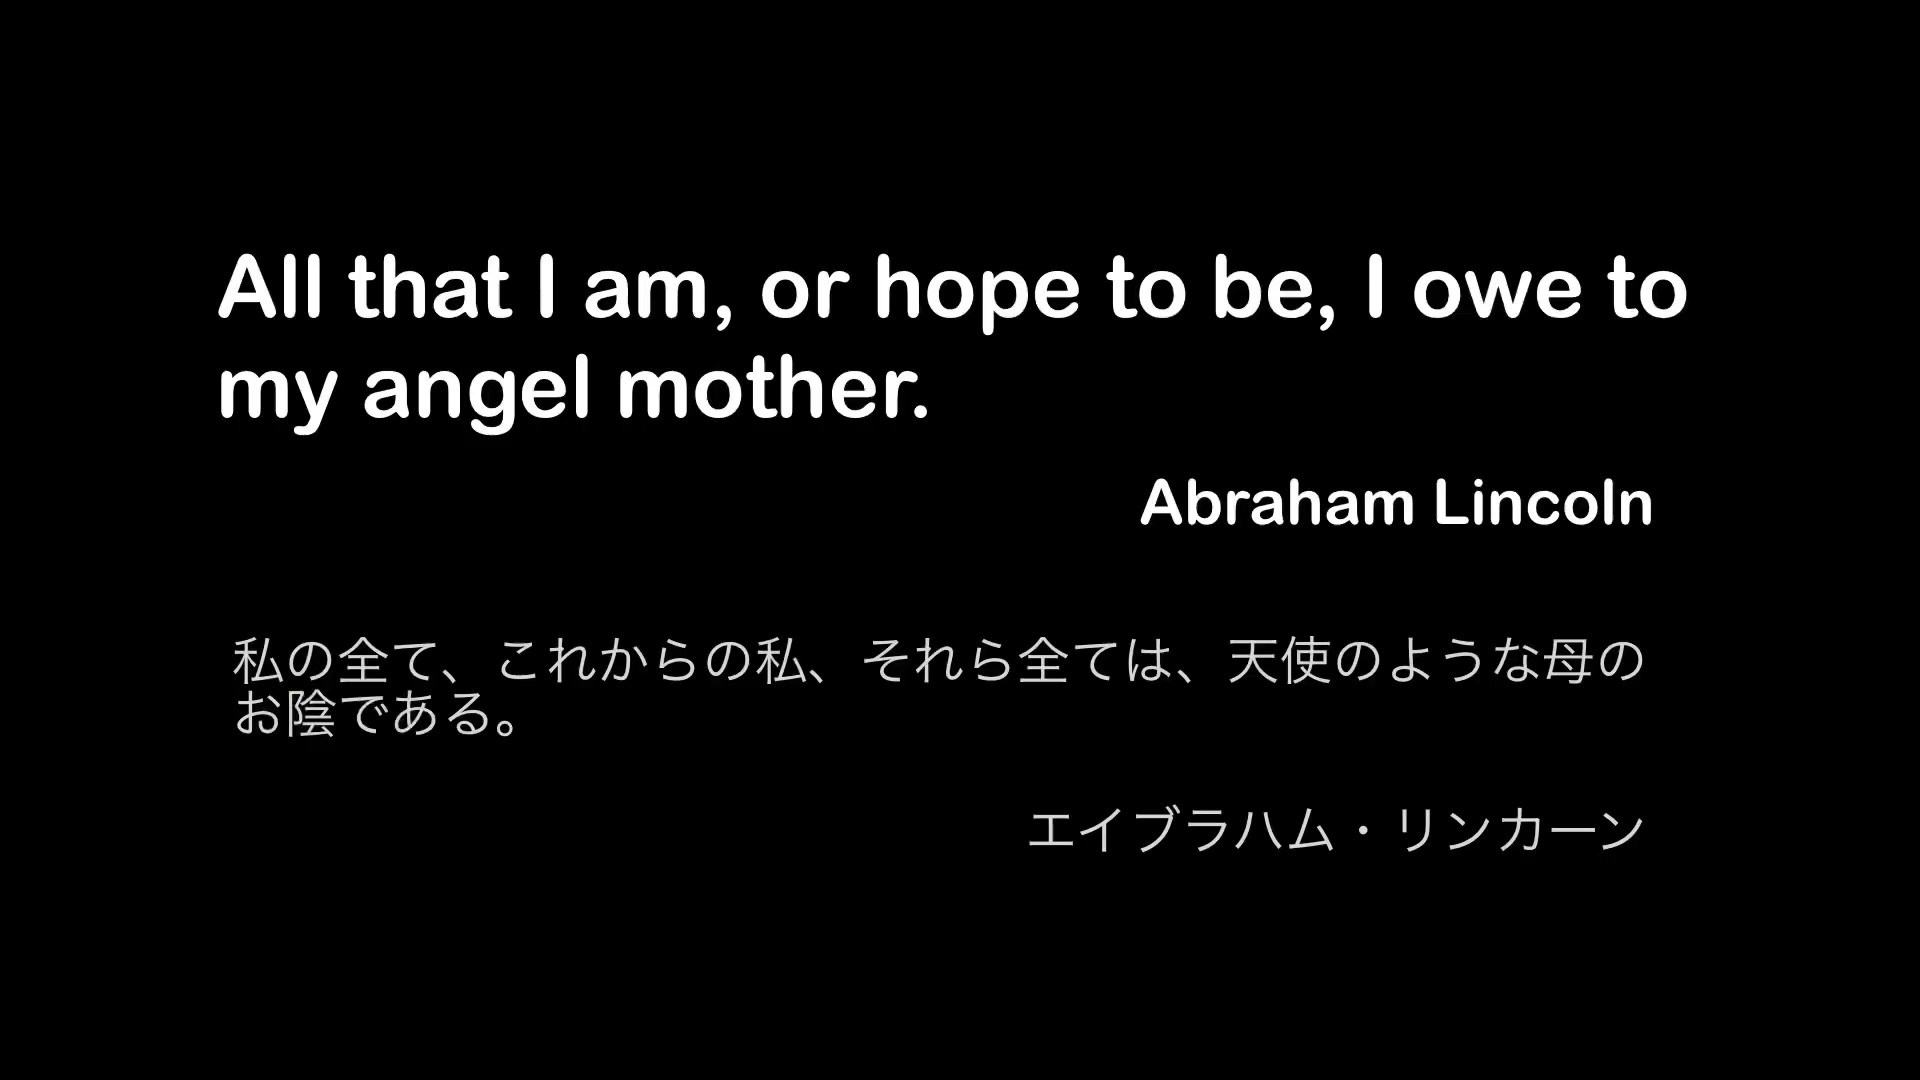 All that I am, or hope to be, I owe to
my angel mother.
Abraham Lincoln
私の全て、これからの私、それら全ては、天使のような母の
お陰である。
エイブラハム・リンカーン